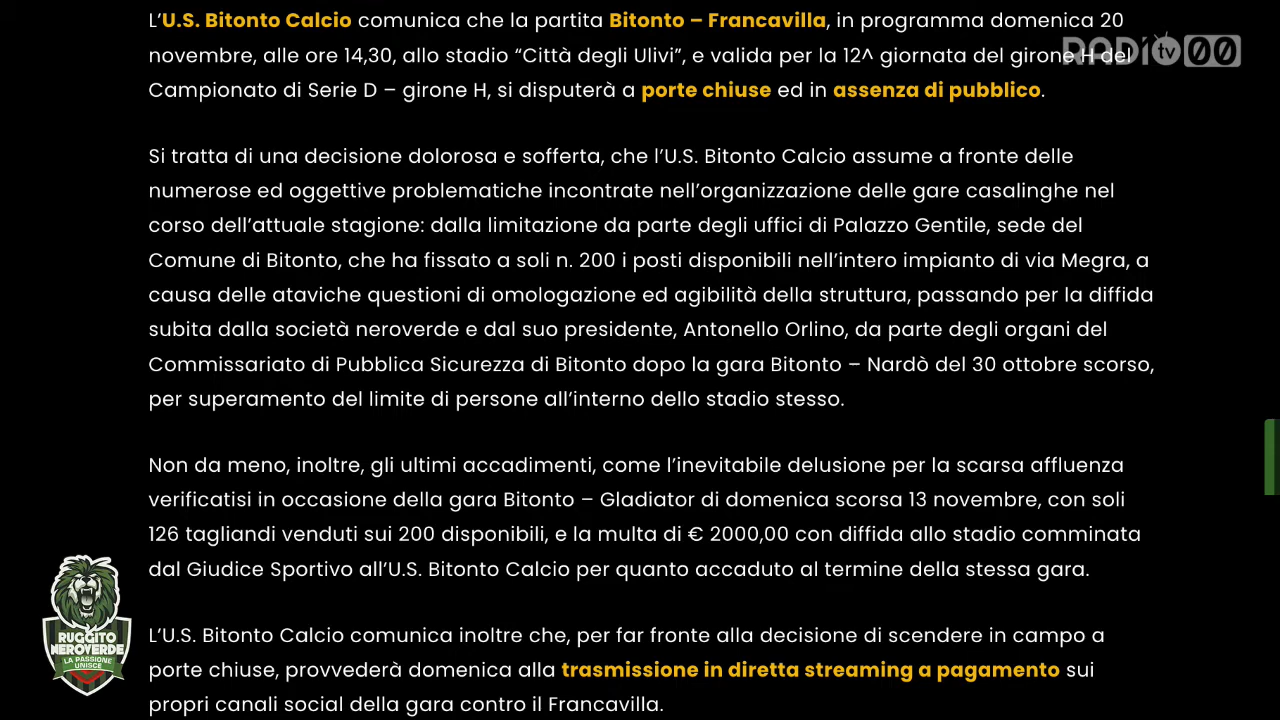 L’U.S. Bitonto Calcio comunica che la partita Bitonto – Francavilla, in programma domenica 20
novembre, alle ore 14,30, allo stadio “Città degli Ulivi”, e valida per la 12^ giornata del girone H del
RADIO tv 00
Campionato di Serie D – girone H, si disputerà a porte chiuse ed in assenza di pubblico.
Si tratta di una decisione dolorosa e sofferta, che l’U.S. Bitonto Calcio assume a fronte delle
numerose ed oggettive problematiche incontrate nell’organizzazione delle gare casalinghe nel
corso dell’attuale stagione: dalla limitazione da parte degli uffici di Palazzo Gentile, sede del
Comune di Bitonto, che ha fissato a soli n. 200 i posti disponibili nell’intero impianto di via Megra, a
causa delle ataviche questioni di omologazione ed agibilità della struttura, passando per la diffida
subita dalla società neroverde e dal suo presidente, Antonello Orlino, da parte degli organi del
Commissariato di Pubblica Sicurezza di Bitonto dopo la gara Bitonto – Nardò del 30 ottobre scorso,
per superamento del limite di persone all’interno dello stadio stesso.
Non da meno, inoltre, gli ultimi accadimenti, come l’inevitabile delusione per la scarsa affluenza
verificatisi in occasione della gara Bitonto – Gladiator di domenica scorsa 13 novembre, con soli
126 tagliandi venduti sui 200 disponibili, e la multa di € 2000,00 con diffida allo stadio comminata
dal Giudice Sportivo all’U.S. Bitonto Calcio per quanto accaduto al termine della stessa gara.
L’U.S. Bitonto Calcio comunica inoltre che, per far fronte alla decisione di scendere in campo a
porte chiuse, provvederà domenica alla trasmissione in diretta streaming a pagamento sui
propri canali social della gara contro il Francavilla.
RUGGITO
NEROVERDE
LA PASSIONE
UNISCE